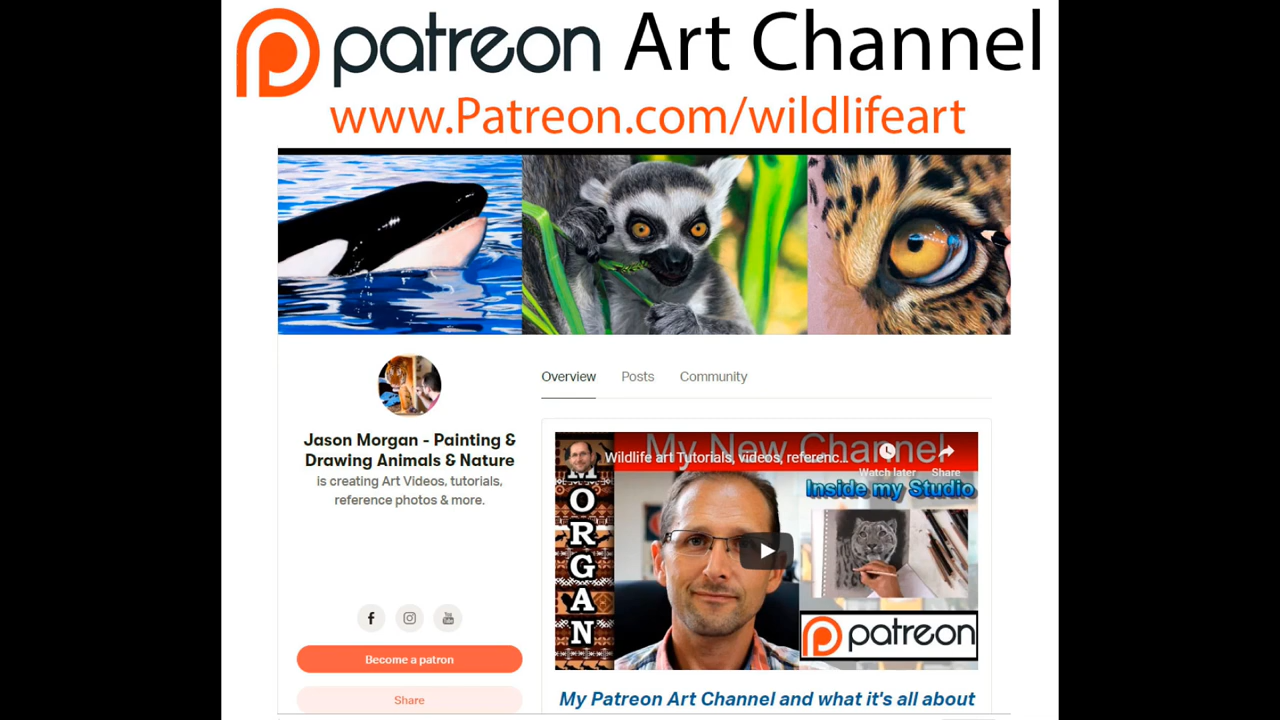 patreon Art Channel
www.Patreon.com/wildlifeart
Overview
Posts
Community
Jason Morgan - Painting &
Drawing Animals & Nature
is creating Art Videos, tutorials,
reference photos & more.
Become a patron
Share
My New Channel
Wildlife art Tutorials, videos, referenc...
Watch later
Share
Inside my Studio
MORGAN
patreon
My Patreon Art Channel and what it's all about